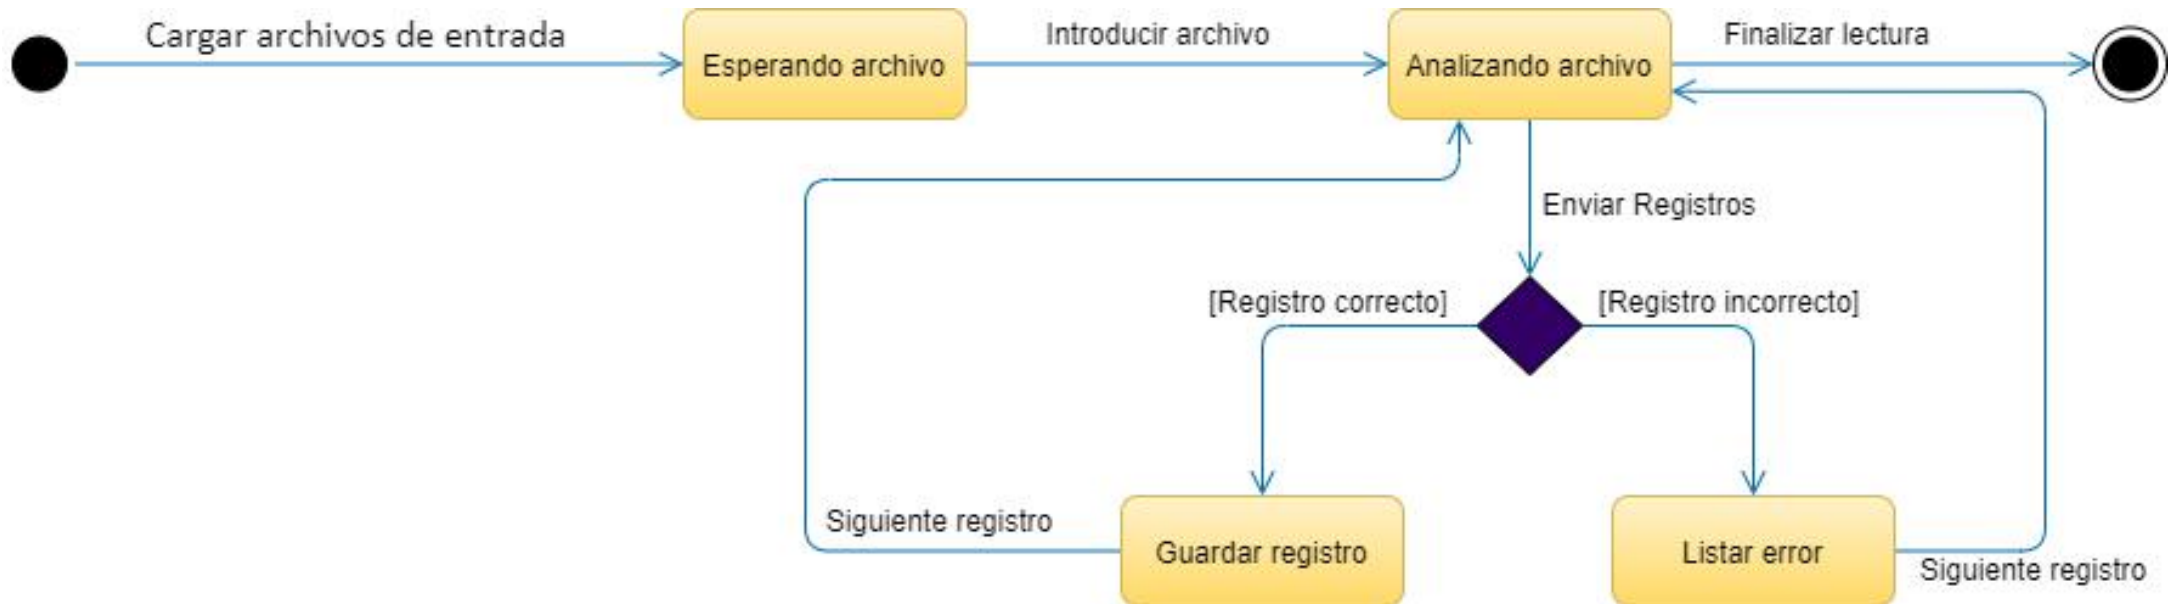 Cargar archivos de entrada
Esperando archivo
Introducir archivo
Analizando archivo
Finalizar lectura
Enviar Registros
[Registro correcto]
[Registro incorrecto]
Siguiente registro
Guardar registro
Listar error
Siguiente registro